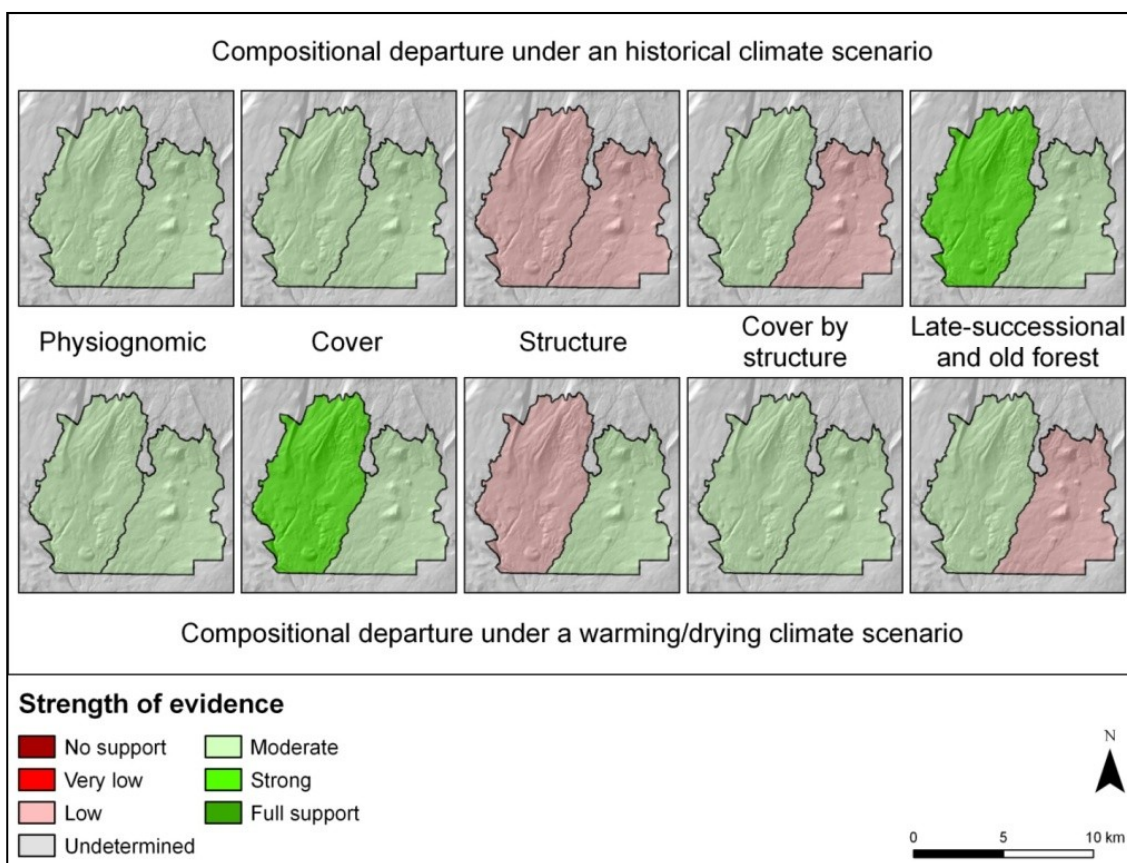 Compositional departure under an historical climate scenario
Physiognomic
Cover
Structure
Cover by
structure
Late-successional
and old forest
Compositional departure under a warming/drying climate scenario
Strength of evidence
No support
Very low
Low
Undetermined
Moderate
Strong
Full support
N
0 5 10 km